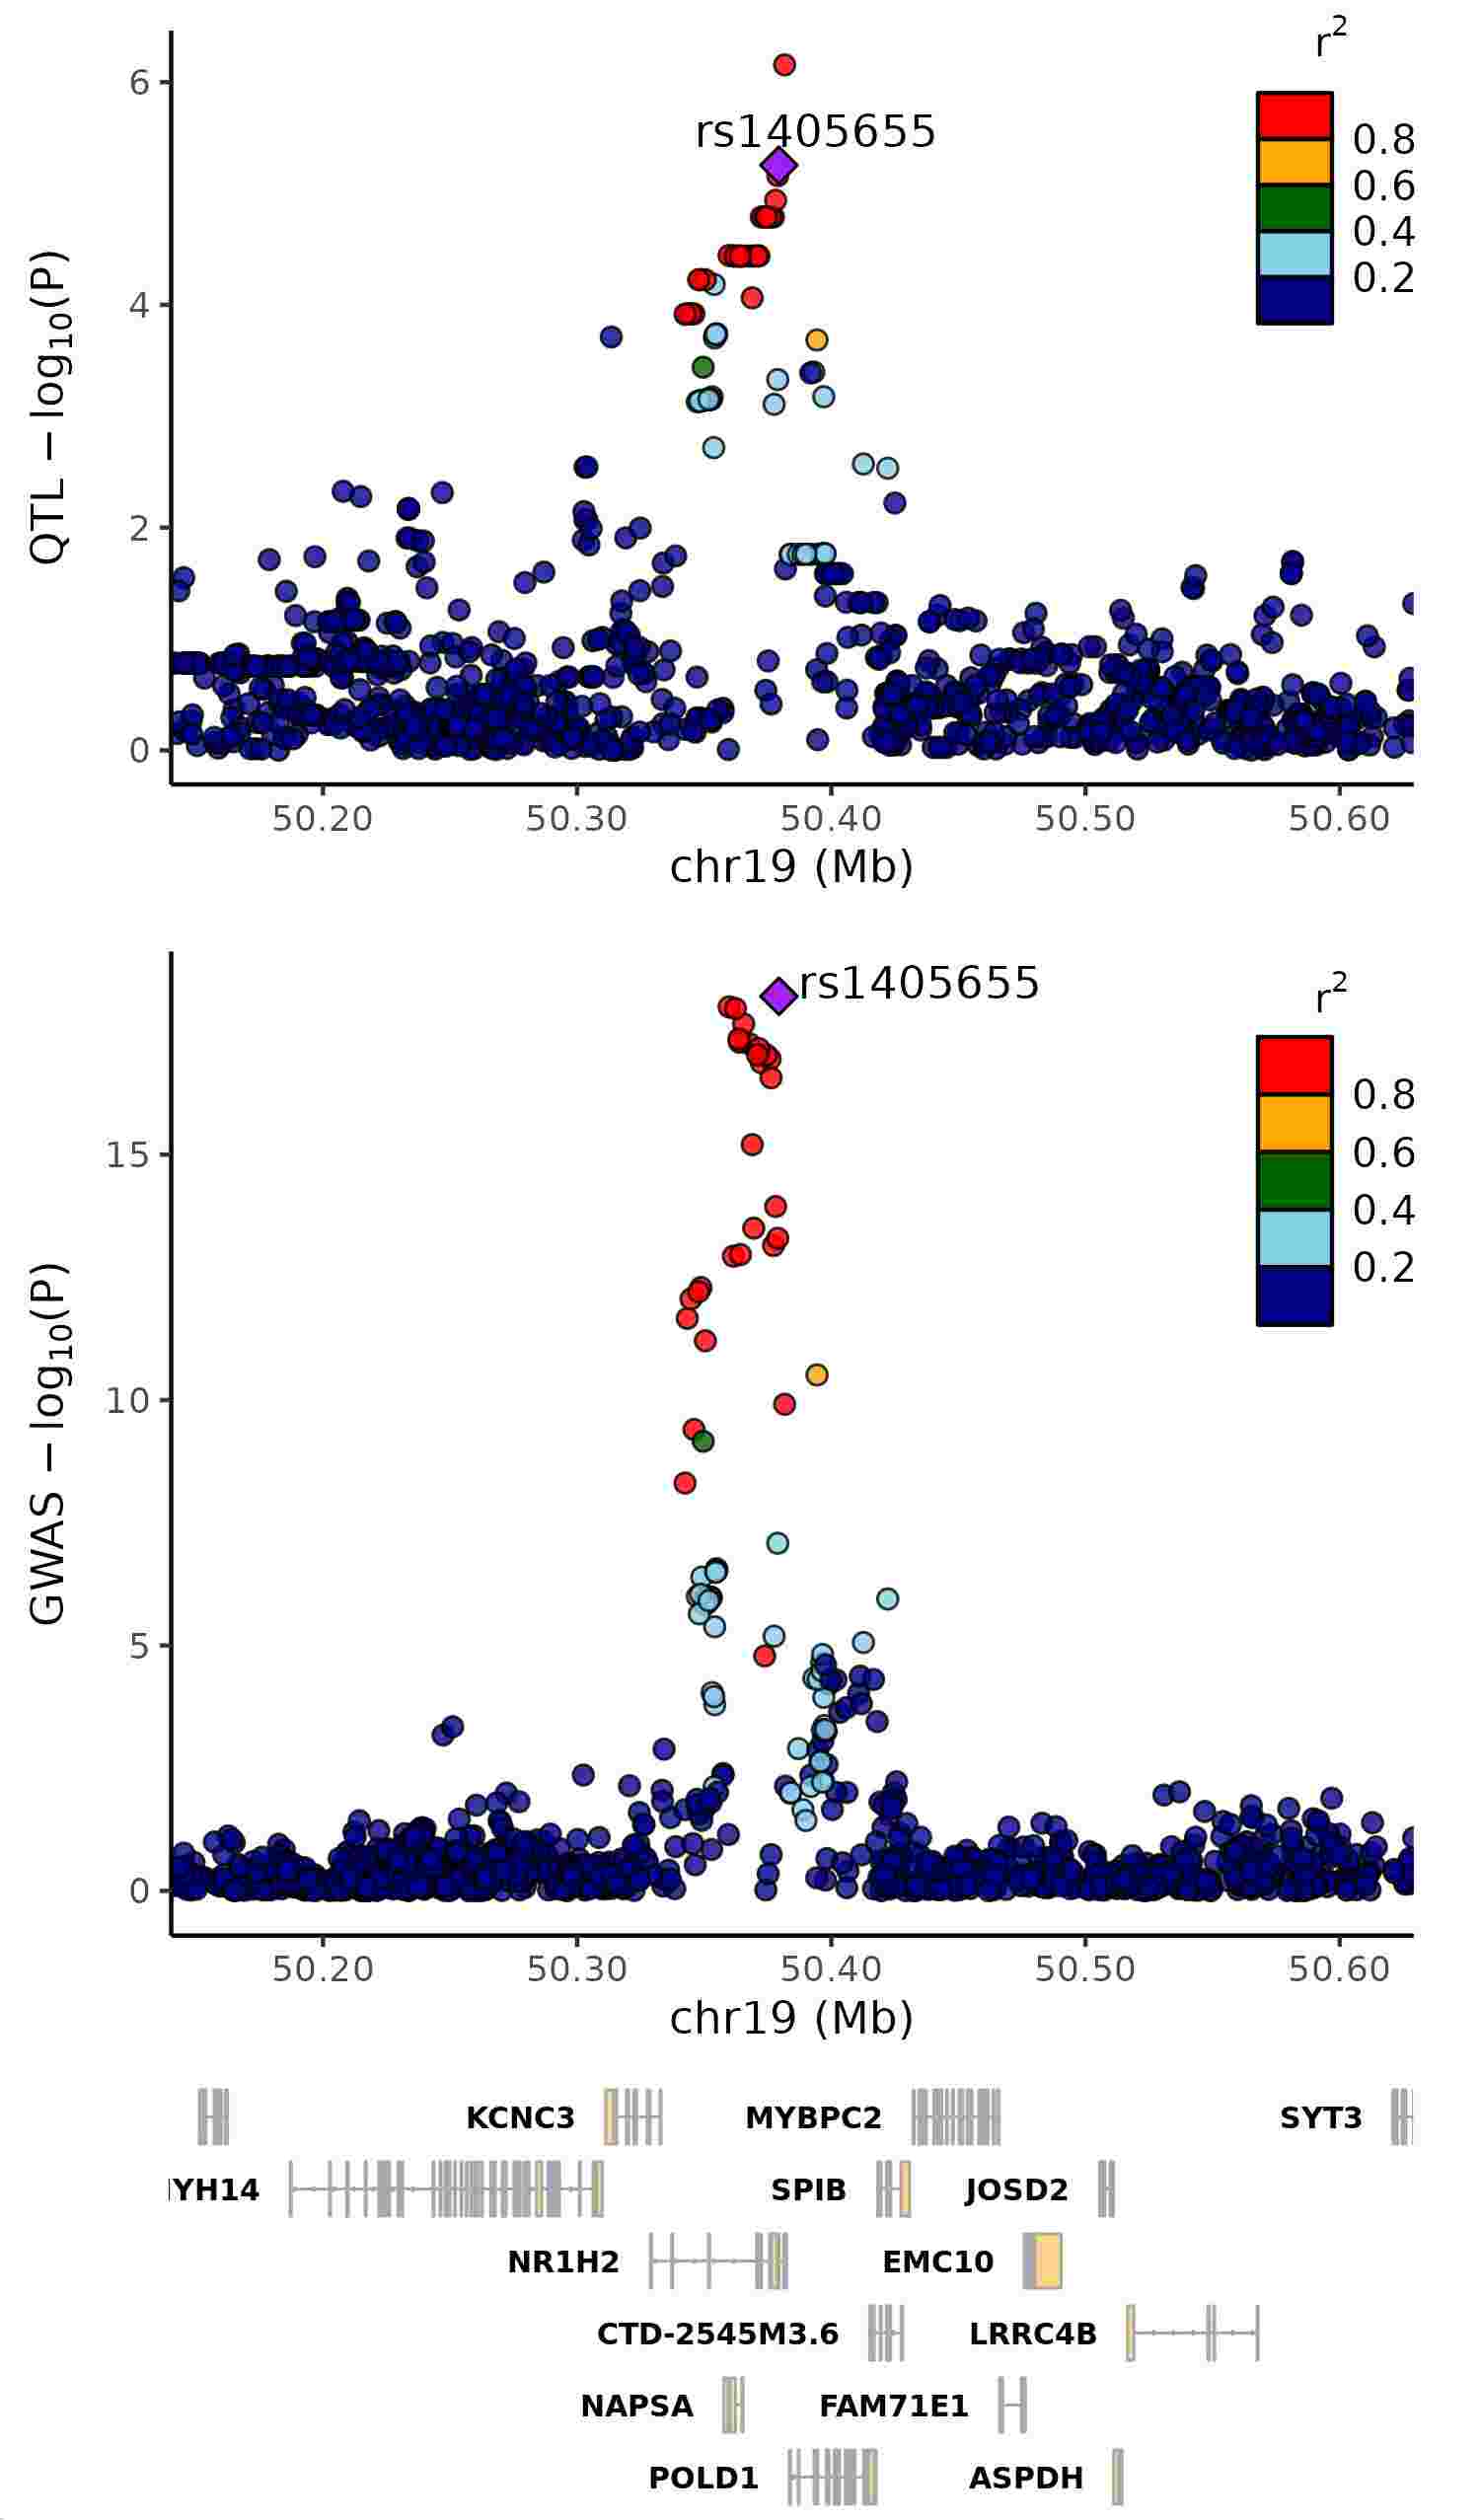 r²
6
rs1405655
0.8
0.6
0.4
0.2
4
2
0
QTL − log₁₀(P)
50.20 50.30 50.40 50.50 50.60
chr19 (Mb)
rs1405655
r²
0.8
0.6
0.4
0.2
15
10
5
0
GWAS − log₁₀(P)
50.20 50.30 50.40 50.50 50.60
chr19 (Mb)
KCNC3 MYBPC2 SYT3
YH14 SPIB JOSD2
NR1H2 EMC10
CTD-2545M3.6 LRRC4B
NAPSA FAM71E1
POLD1 ASPDH